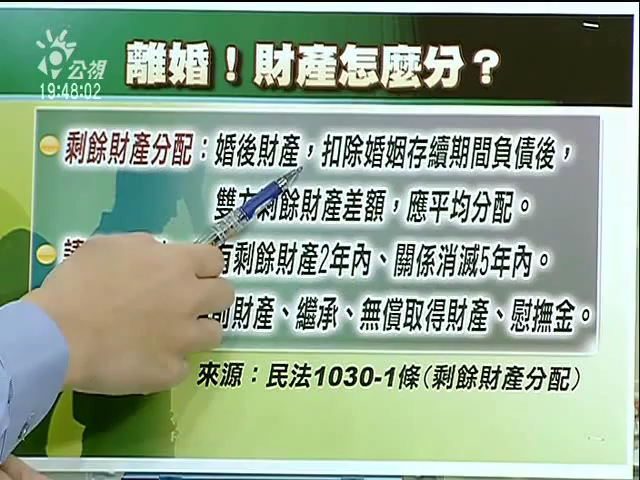 公視
19:48:02
離婚！財產怎麼分？
剩餘財產分配：婚後財產，扣除婚姻存續期間負債後，
雙方剩餘財產差額，應平均分配。
有剩餘財產2年內、關係消滅5年內。
前財產、繼承、無償取得財產、慰撫金。
來源：民法1030-1條（剩餘財產分配）